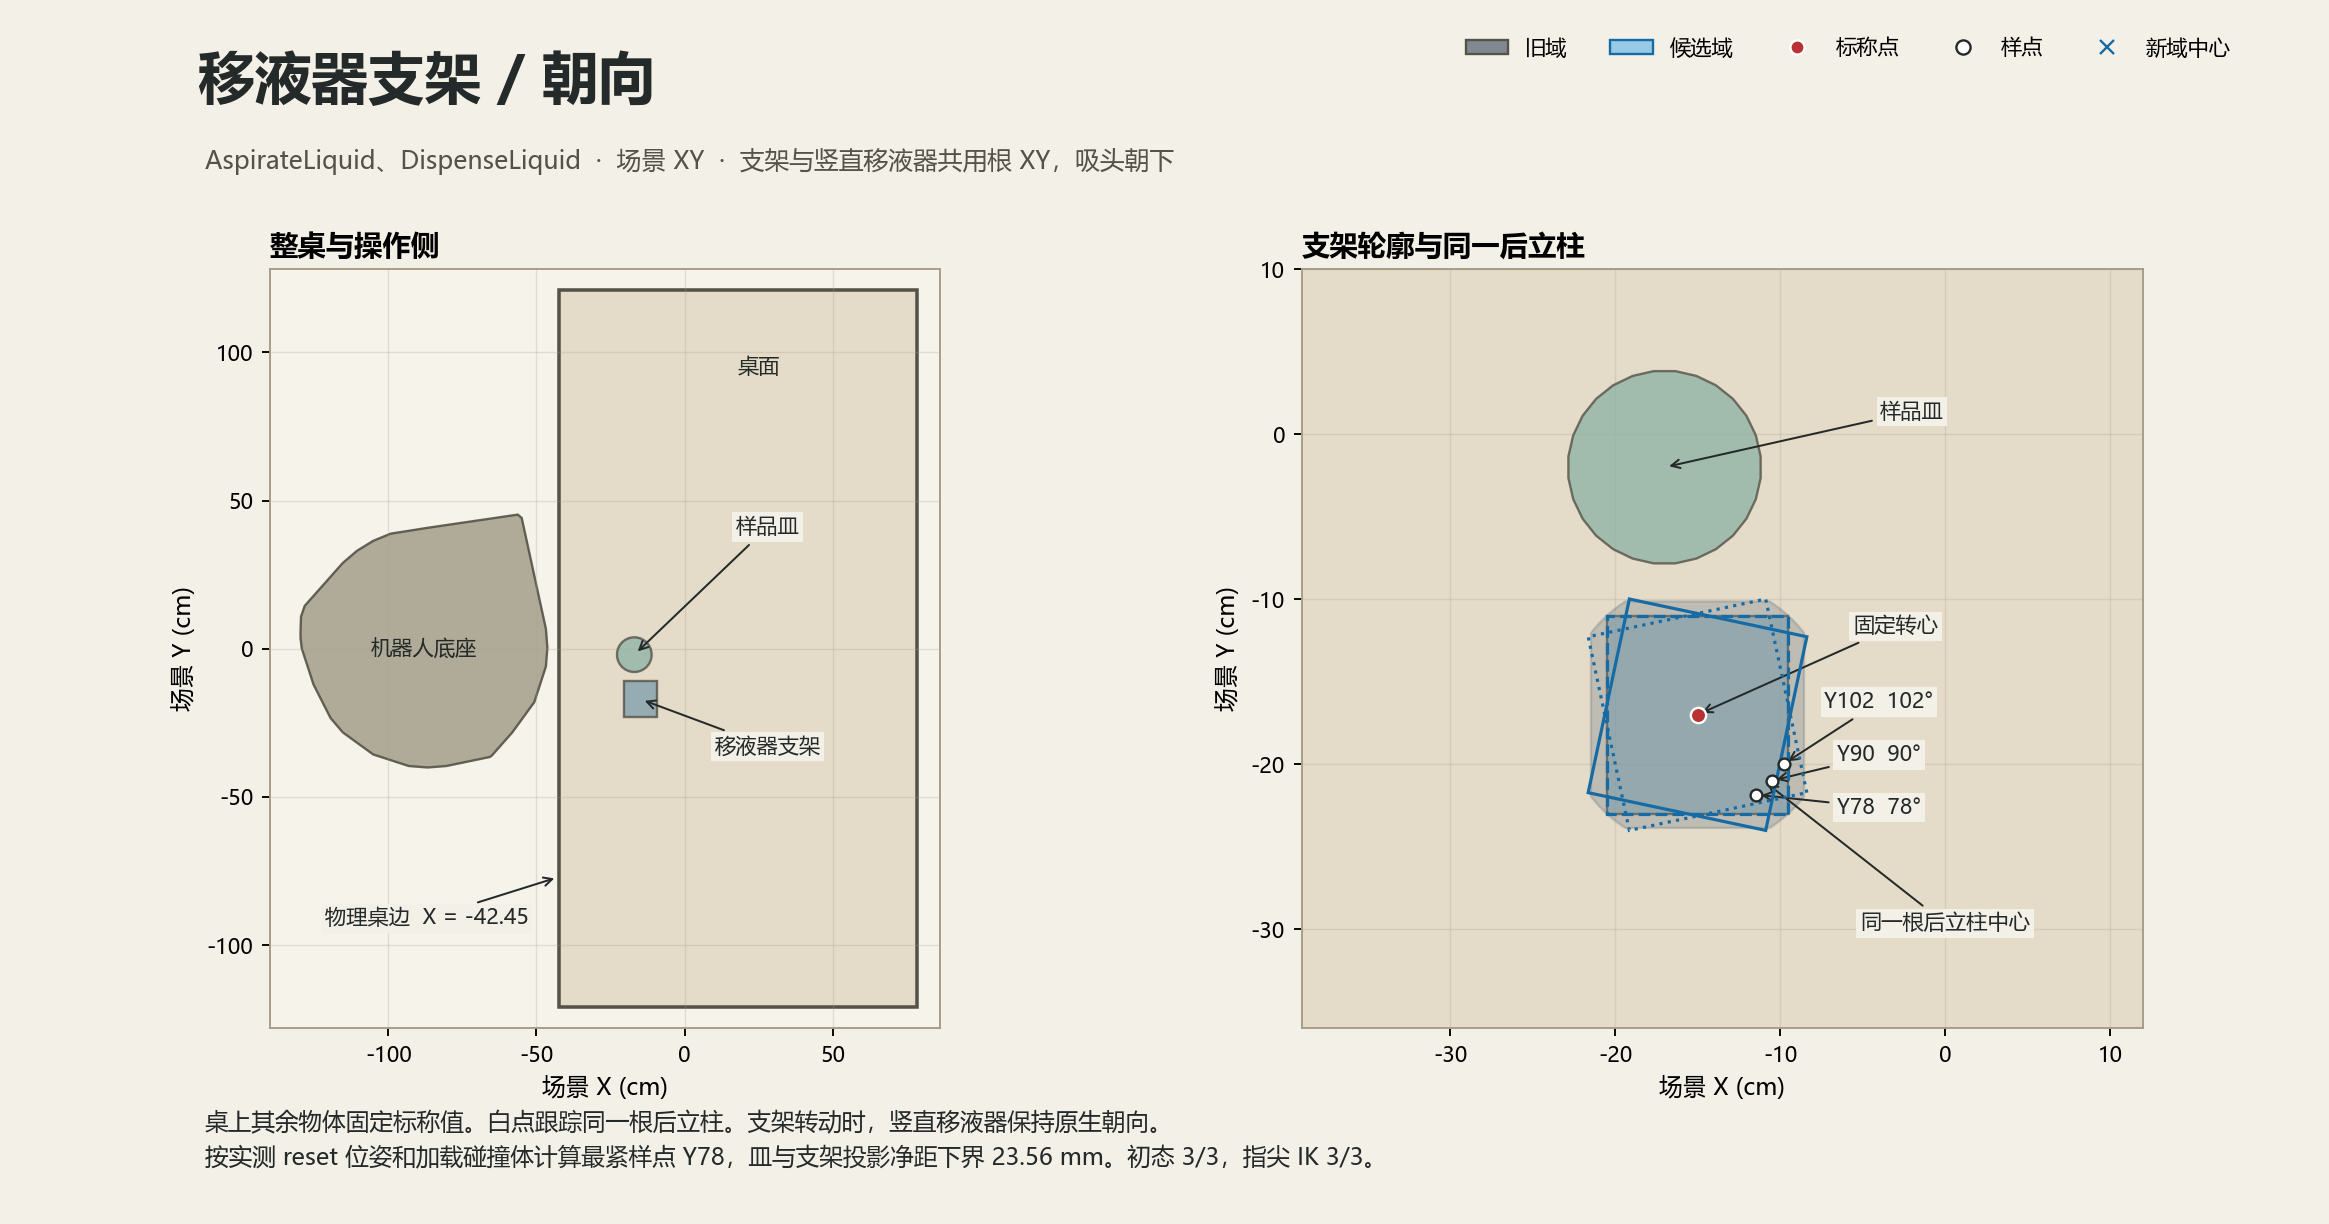 移液器支架 / 朝向
旧域
候选域
标称点
样点
新域中心
AspirateLiquid、DispenseLiquid · 场景 XY · 支架与竖直移液器共用根 XY，吸头朝下
整桌与操作侧
100
50
0
-50
-100
场景 Y (cm)
桌面
样品皿
机器人底座
移液器支架
物理桌边 X = -42.45
-100
-50
0
50
场景 X (cm)
支架轮廓与同一后立柱
10
0
-10
-20
-30
场景 Y (cm)
样品皿
固定转心
Y102 102°
Y90 90°
Y78 78°
同一根后立柱中心
-30
-20
-10
0
10
场景 X (cm)
桌上其余物体固定标称值。白点跟踪同一根后立柱。支架转动时，竖直移液器保持原生朝向。
按实测 reset 位姿和加载碰撞体计算最紧样点 Y78，皿与支架投影净距下界 23.56 mm。初态 3/3，指尖 IK 3/3。